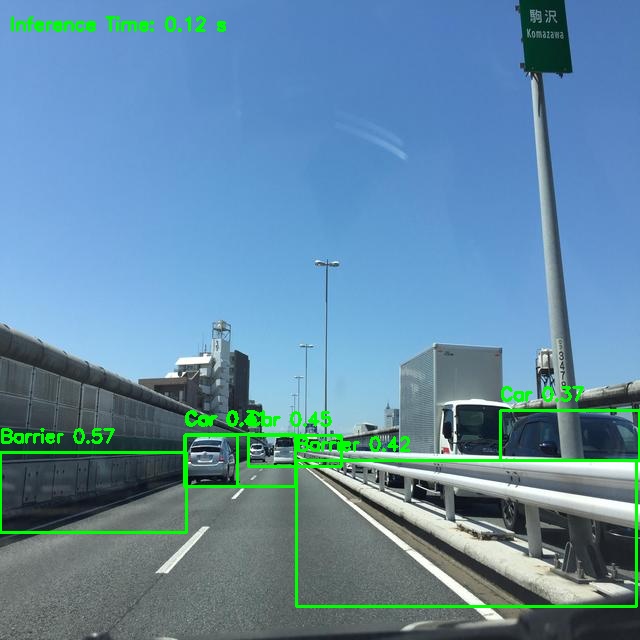 Inference Time: 0.12 s
駒沢
Komazawa
Car 0.37
Car 0.45
Barrier 0.57
Barrier 0.42